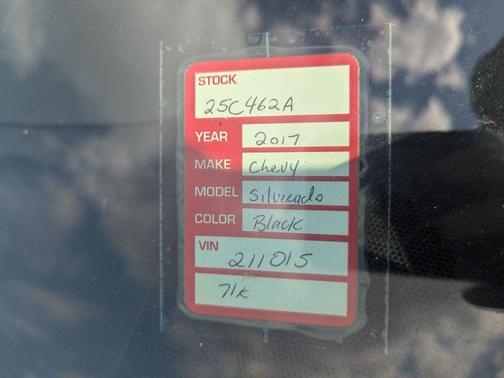 STOCK
25C462A
YEAR 2017
MAKE Chevy
MODEL Silverado
COLOR Black
VIN
211015
71K